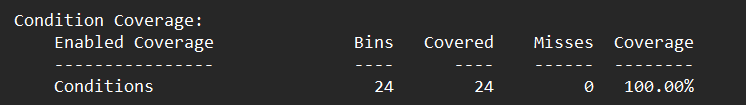 Condition Coverage:
    Enabled Coverage              Bins   Covered    Misses  Coverage
    ----------------              ----      ----    ------  --------
    Conditions                      24        24         0   100.00%